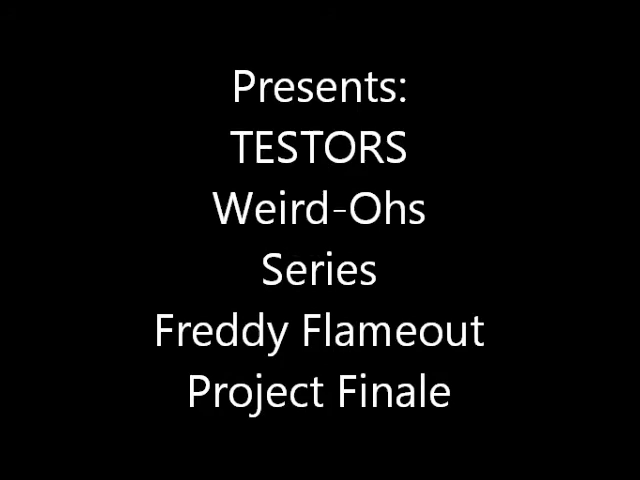 Presents:
TESTORS
Weird-Ohs
Series
Freddy Flameout
Project Finale